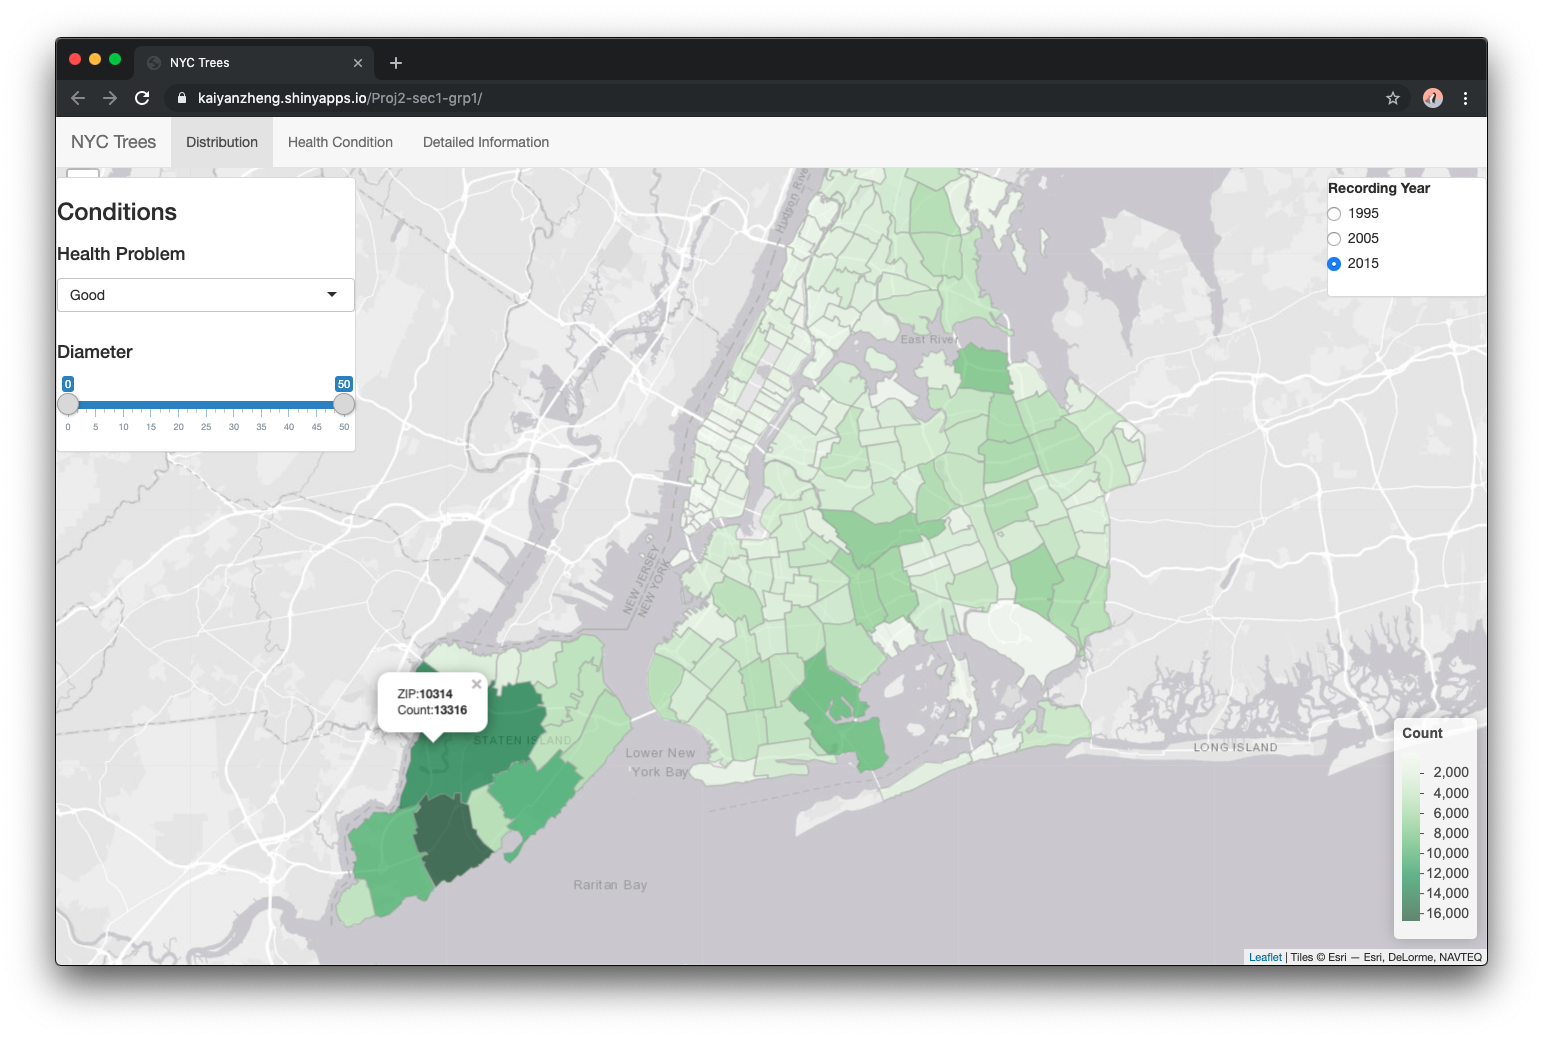 NYC Trees
kaiyanzheng.shinyapps.io/Proj2-sec1-grp1/
NYC Trees
Distribution
Health Condition
Detailed Information
Conditions
Health Problem
Good
Diameter
0
50
0 5 10 15 20 25 30 35 40 45 50
Recording Year
1995
2005
2015
Hudson River
East River
NEW JERSEY
NEW YORK
ZIP:10314
Count:13316
STATEN ISLAND
Lower New
York Bay
Raritan Bay
LONG ISLAND
Count
2,000
4,000
6,000
8,000
10,000
12,000
14,000
16,000
Leaflet | Tiles © Esri — Esri, DeLorme, NAVTEQ